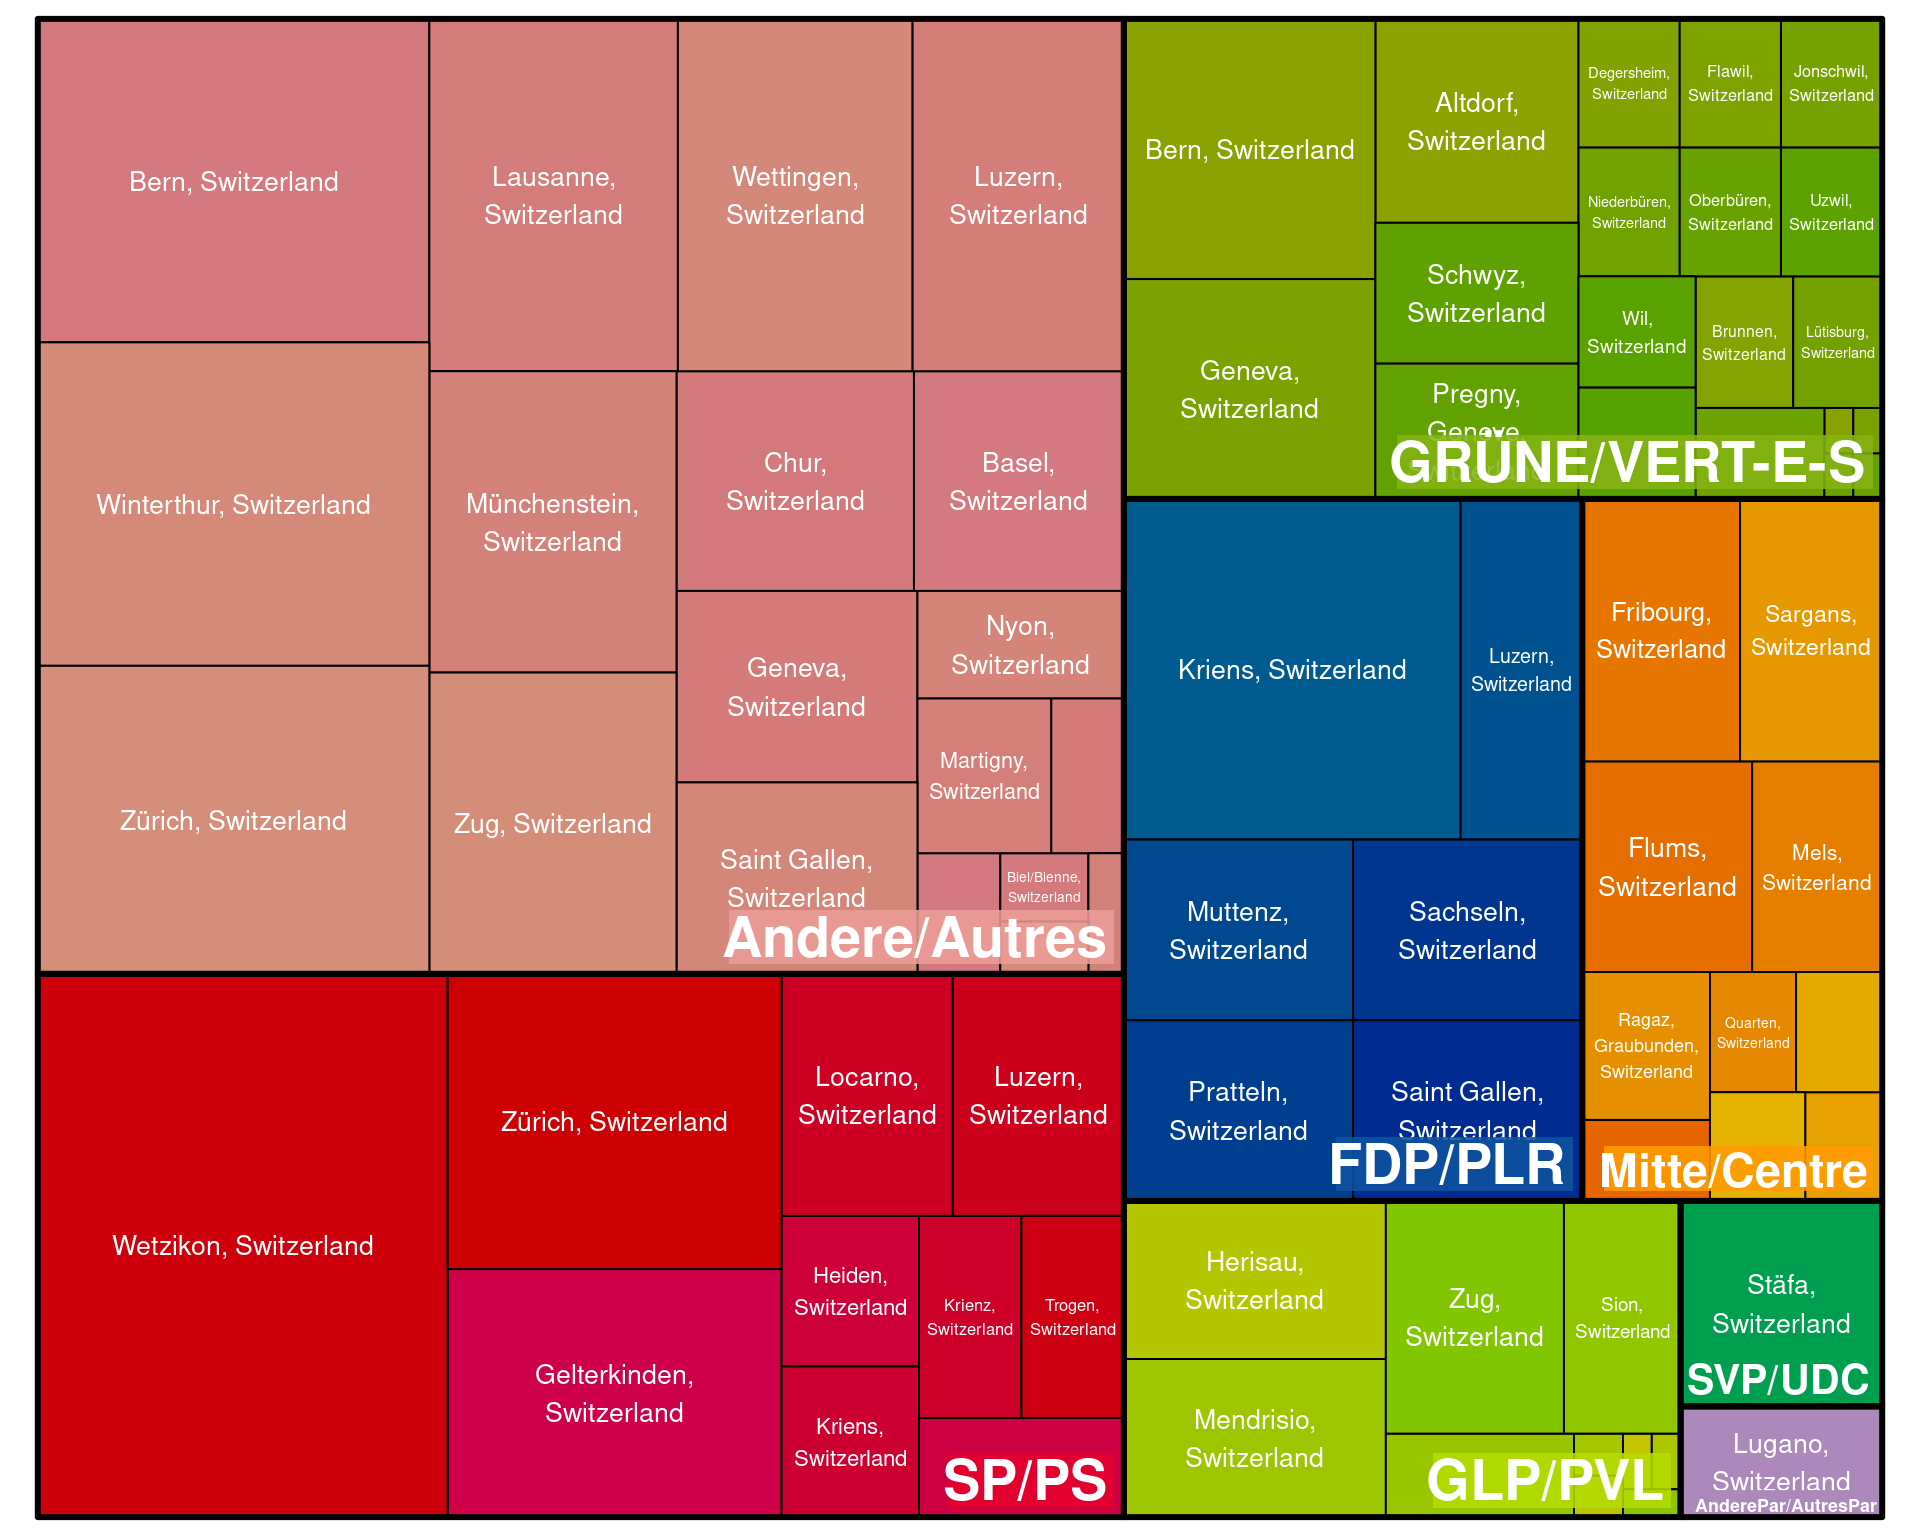 Bern, Switzerland
Winterthur, Switzerland
Zürich, Switzerland
Lausanne,
Switzerland
Wettingen,
Switzerland
Luzern,
Switzerland
Münchenstein,
Switzerland
Zug, Switzerland
Chur,
Switzerland
Basel,
Switzerland
Geneva,
Switzerland
Nyon,
Switzerland
Martigny,
Switzerland
Saint Gallen,
Switzerland
Biel/Bienne,
Switzerland
Andere/Autres
Wetzikon, Switzerland
Zürich, Switzerland
Gelterkinden,
Switzerland
Locarno,
Switzerland
Luzern,
Switzerland
Heiden,
Switzerland
Krienz,
Switzerland
Trogen,
Switzerland
Kriens,
Switzerland
SP/PS
Bern, Switzerland
Geneva,
Switzerland
Altdorf,
Switzerland
Schwyz,
Switzerland
Pregny,
Geneve,
Degersheim,
Switzerland
Flawil,
Switzerland
Jonschwil,
Switzerland
Niederbüren,
Switzerland
Oberbüren,
Switzerland
Uzwil,
Switzerland
Wil,
Switzerland
Brunnen,
Switzerland
Lütisburg,
Switzerland
GRÜNE/VERT-E-S
Kriens, Switzerland
Luzern,
Switzerland
Muttenz,
Switzerland
Sachseln,
Switzerland
Pratteln,
Switzerland
Saint Gallen,
Switzerland
FDP/PLR
Fribourg,
Switzerland
Sargans,
Switzerland
Flums,
Switzerland
Mels,
Switzerland
Ragaz,
Graubunden,
Switzerland
Quarten,
Switzerland
Mitte/Centre
Herisau,
Switzerland
Mendrisio,
Switzerland
Zug,
Switzerland
Sion,
Switzerland
GLP/PVL
Stäfa,
Switzerland
SVP/UDC
Lugano,
Switzerland
AnderePar/AutresPar